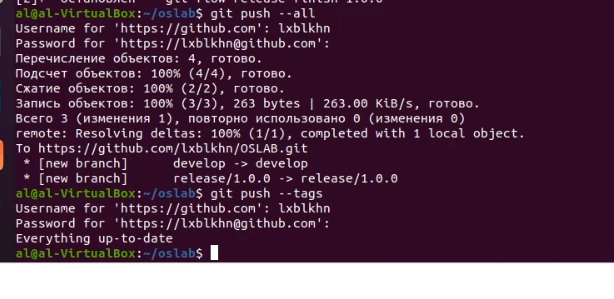 al@al-VirtualBox:~/oslab$ git push --all
Username for 'https://github.com': lxblkhn
Password for 'https://lxblkhn@github.com':
Перечисление объектов: 4, готово.
Подсчет объектов: 100% (4/4), готово.
Сжатие объектов: 100% (2/2), готово.
Запись объектов: 100% (3/3), 263 bytes | 263.00 KiB/s, готово.
Всего 3 (изменения 1), повторно использовано 0 (изменения 0)
remote: Resolving deltas: 100% (1/1), completed with 1 local object.
To https://github.com/lxblkhn/OSLAB.git
 * [new branch]      develop -> develop
 * [new branch]      release/1.0.0 -> release/1.0.0
al@al-VirtualBox:~/oslab$ git push --tags
Username for 'https://github.com': lxblkhn
Password for 'https://lxblkhn@github.com':
Everything up-to-date
al@al-VirtualBox:~/oslab$